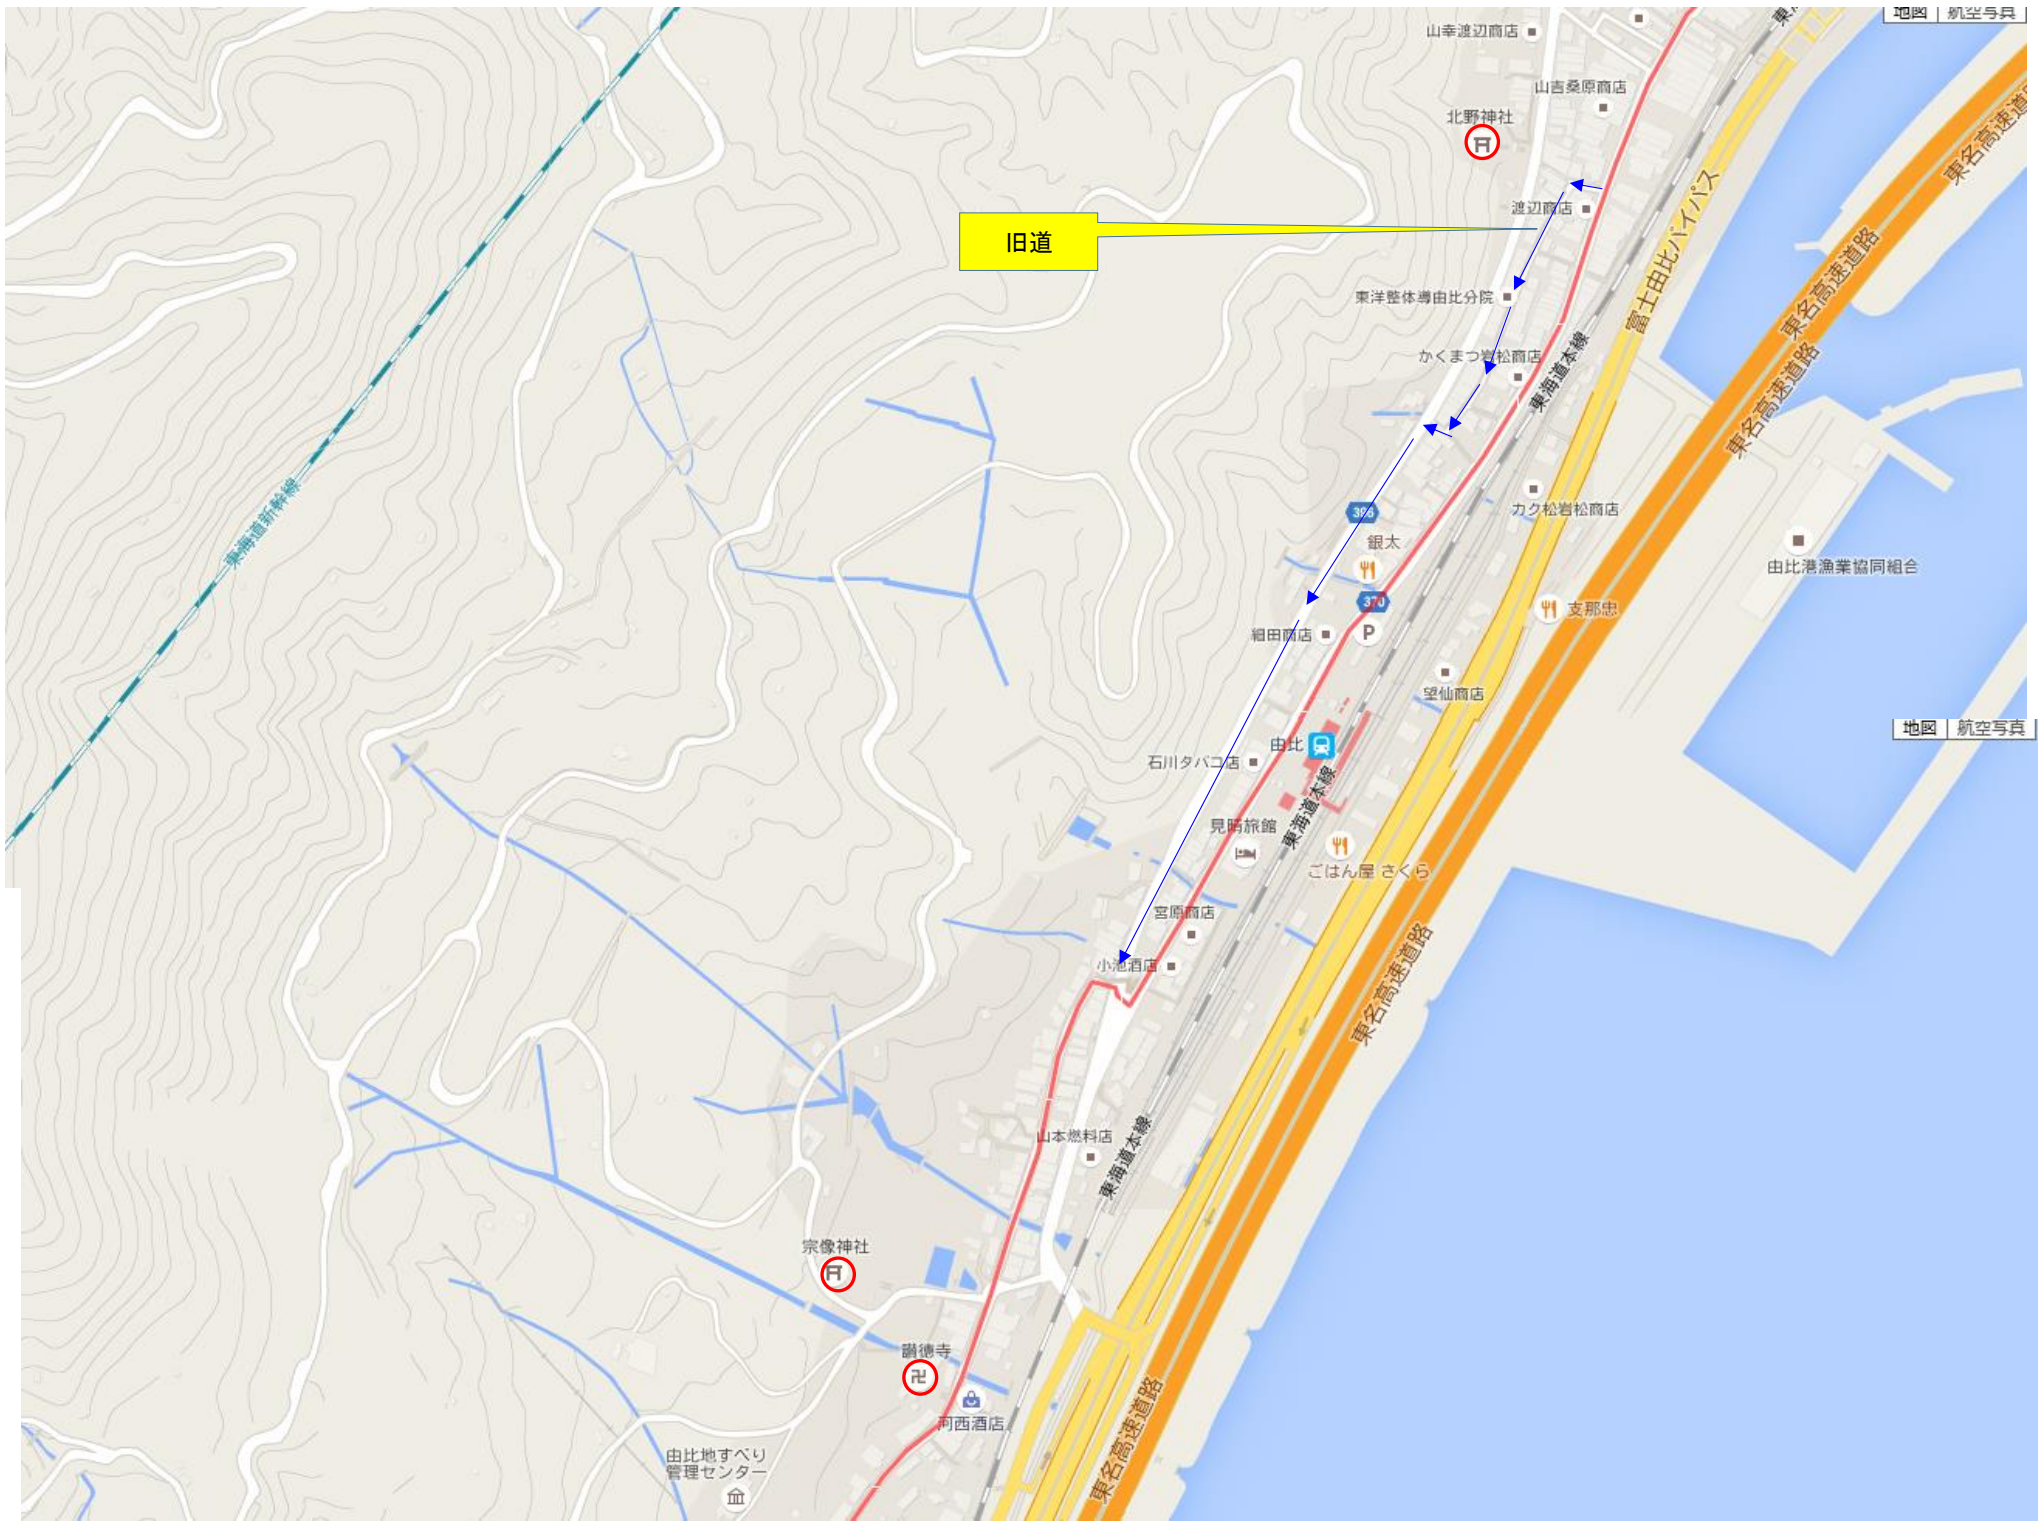 地図 航空写真
山幸渡辺商店
山吉桑原商店
北野神社
東名高速道路
渡辺商店
旧道
富士由比バイパス
東名高速道路
東洋整体導由比分院
東海道本線
かくまつ岩松商店
東名高速道路
東海道新幹線
396
カク松岩松商店
銀太
由比港漁業協同組合
370
支那忠
P
細田商店
望仙商店
地図 航空写真
由比
石川タバコ店
東海道本線
見晴旅館
ごはん屋 さくら
宮原商店
小池酒店
東名高速道路
山本燃料店
東海道本線
宗像神社
讃徳寺
河西酒店
東名高速道路
由比地すべり
管理センター